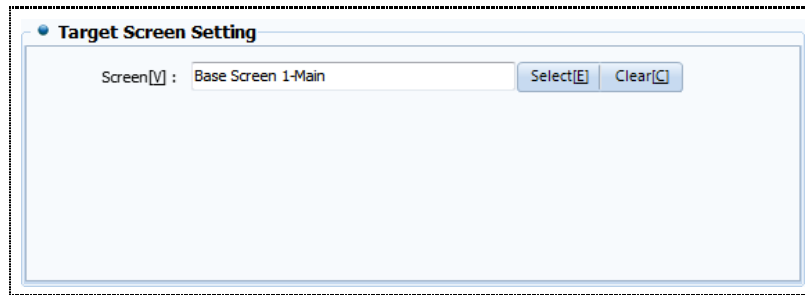 Target Screen Setting
Screen[V] : Base Screen 1-Main Select[E] Clear[C]